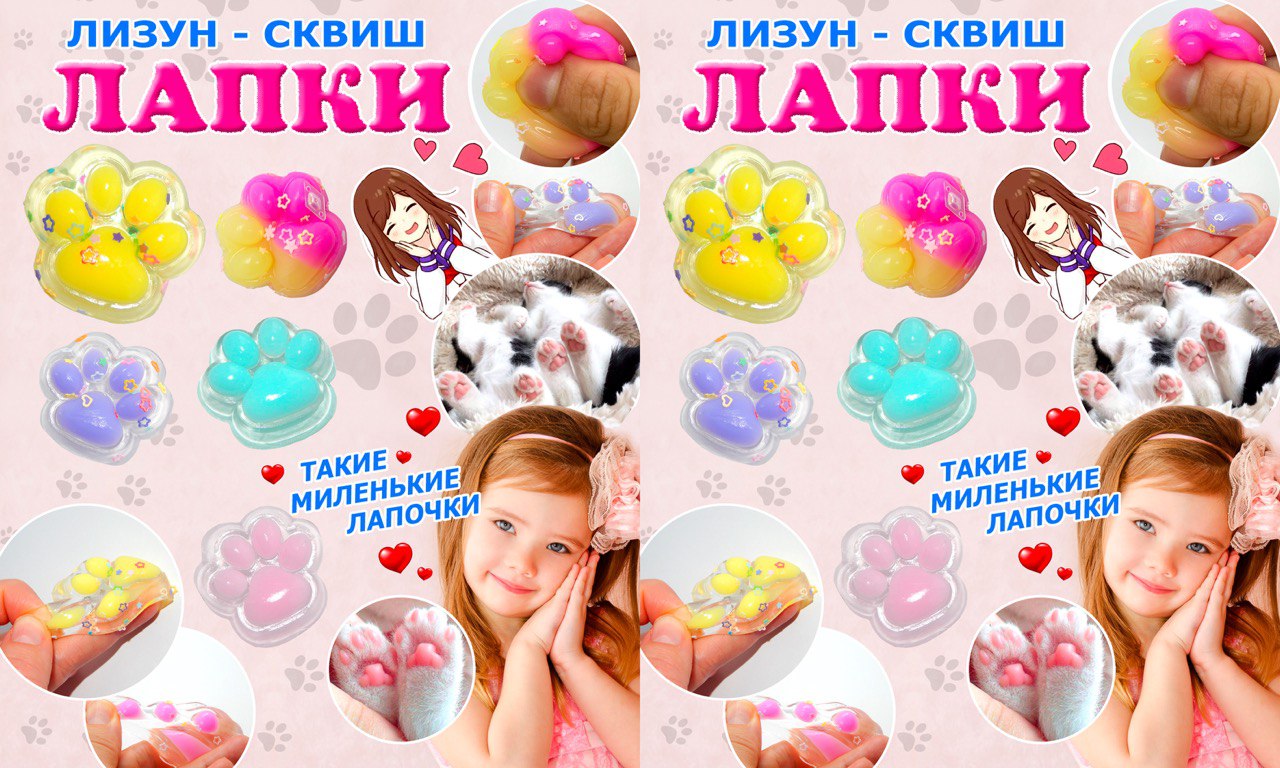 ЛИЗУН - СКВИШ
ЛАПКИ
ТАКИЕ
МИЛЕНЬКИЕ
ЛАПОЧКИ
ЛИЗУН - СКВИШ
ЛАПКИ
ТАКИЕ
МИЛЕНЬКИЕ
ЛАПОЧКИ